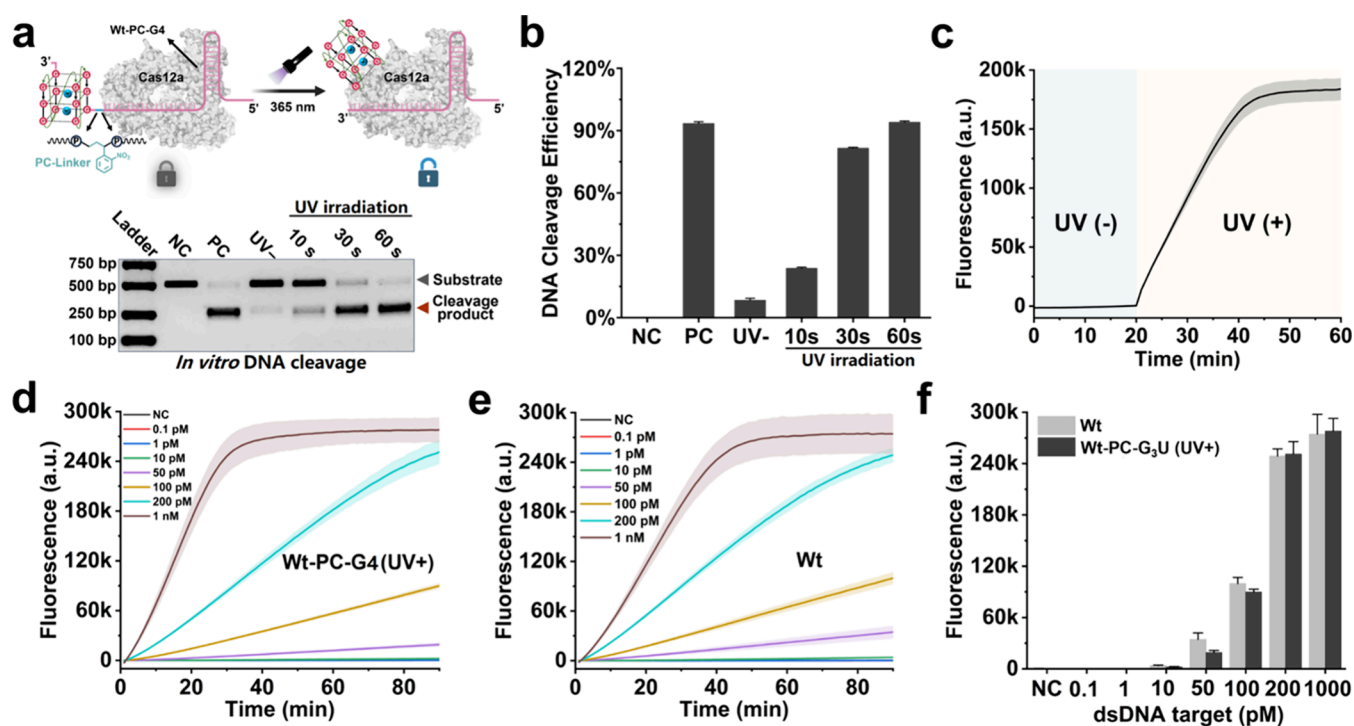 a
Wt-PC-G4
3'
Cas12a
5'
PC-Linker
P
P
NO₂
365 nm
Cas12a
3'
5'
UV irradiation
Ladder
NC
PC
UV-
10 s
30 s
60 s
750 bp
500 bp
250 bp
100 bp
Substrate
Cleavage
product
In vitro DNA cleavage
b
DNA Cleavage Efficiency
120%
90%
60%
30%
0%
NC PC UV- 10s 30s 60s
UV irradiation
c
Fluorescence (a.u.)
200k
150k
100k
50k
0
UV (-)
UV (+)
0 10 20 30 40 50 60
Time (min)
d
Fluorescence (a.u.)
300k
240k
180k
120k
60k
0
NC
0.1 pM
1 pM
10 pM
50 pM
100 pM
200 pM
1 nM
Wt-PC-G4 (UV+)
0 20 40 60 80
Time (min)
e
Fluorescence (a.u.)
300k
240k
180k
120k
60k
0
NC
0.1 pM
1 pM
10 pM
50 pM
100 pM
200 pM
1 nM
Wt
0 20 40 60 80
Time (min)
f
Fluorescence (a.u.)
300k
240k
180k
120k
60k
0
Wt
Wt-PC-G₃U (UV+)
NC 0.1 1 10 50 100 200 1000
dsDNA target (pM)